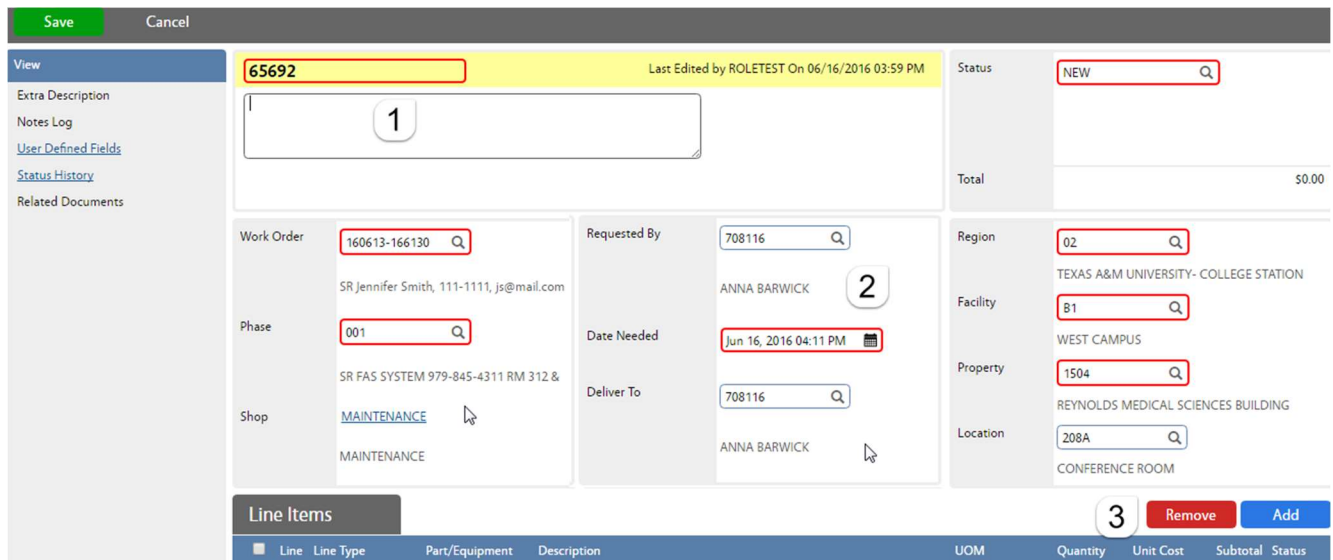 Save Cancel
View
Extra Description
Notes Log
User Defined Fields
Status History
Related Documents
65692 Last Edited by ROLETEST On 06/16/2016 03:59 PM
1
Status NEW
Total $0.00
Work Order 160613-166130
SR Jennifer Smith, 111-1111, js@mail.com
Phase 001
SR FAS SYSTEM 979-845-4311 RM 312 &
Shop MAINTENANCE
MAINTENANCE
Requested By 708116
ANNA BARWICK 2
Date Needed Jun 16, 2016 04:11 PM
Deliver To 708116
ANNA BARWICK
Region 02
TEXAS A&M UNIVERSITY- COLLEGE STATION
Facility B1
WEST CAMPUS
Property 1504
REYNOLDS MEDICAL SCIENCES BUILDING
Location 208A
CONFERENCE ROOM
Line Items 3 Remove Add
Line Line Type Part/Equipment Description UOM Quantity Unit Cost Subtotal Status